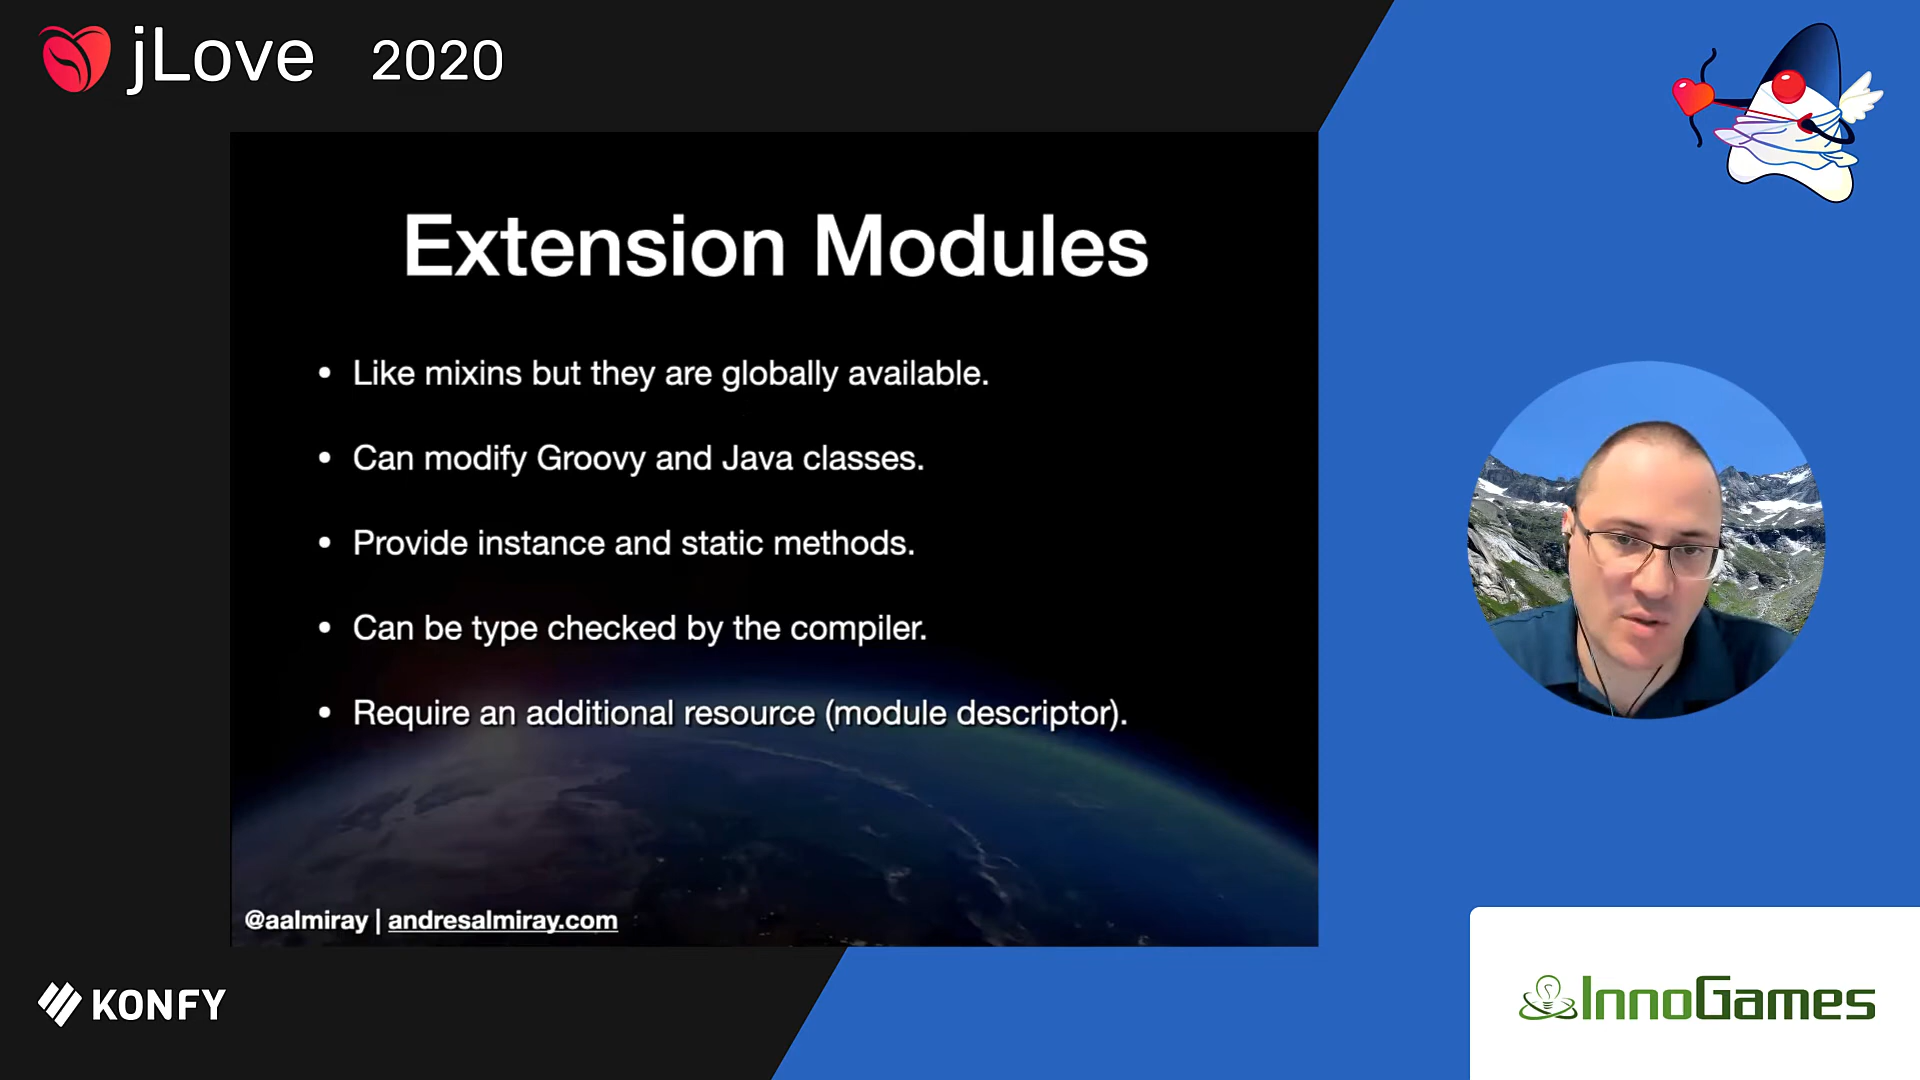 jLove 2020
Extension Modules
• Like mixins but they are globally available.
• Can modify Groovy and Java classes.
• Provide instance and static methods.
• Can be type checked by the compiler.
• Require an additional resource (module descriptor).
@aalmiray | andresalmiray.com
KONFY
InnoGames